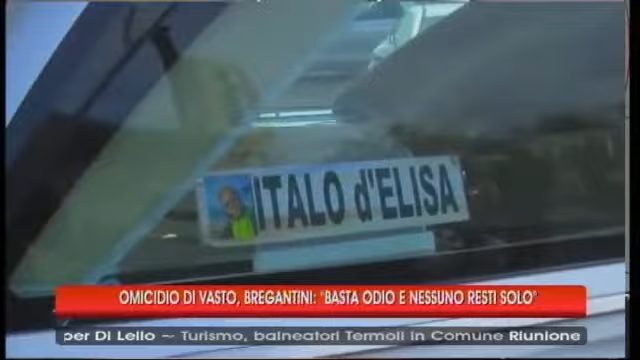 ITALO d'ELISA
OMICIDIO DI VASTO, BREGANTINI: "BASTA ODIO E NESSUNO RESTI SOLO"
per Di Lello ~ Turismo, balneatori Termoli in Comune Riunione